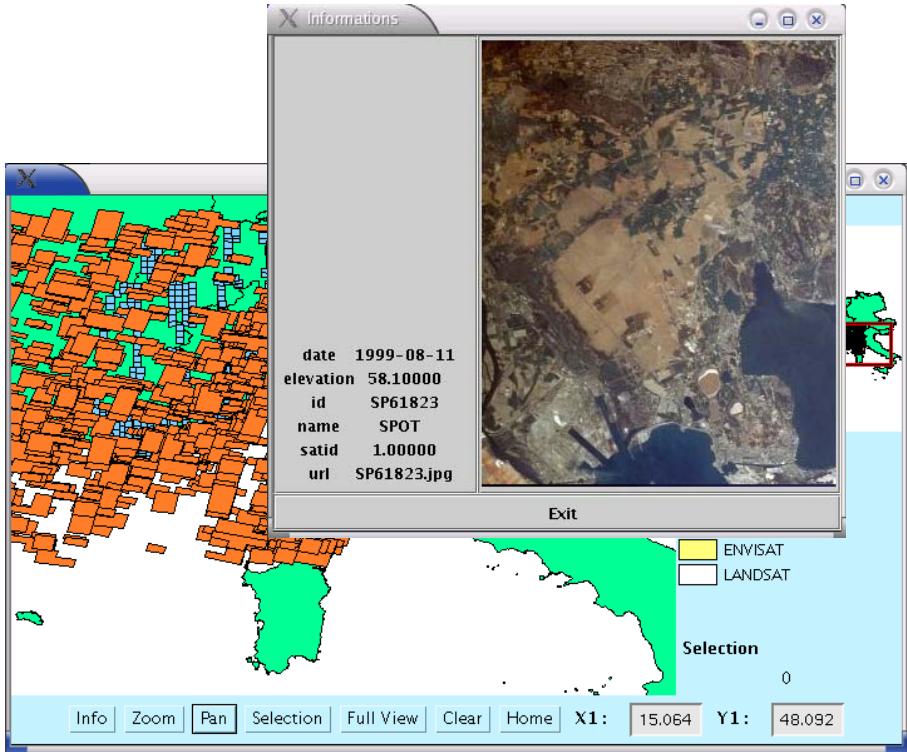 Informations
date 1999-08-11
elevation 58.10000
id SP61823
name SPOT
satid 1.00000
url SP61823.jpg
Exit
ENVISAT
LANDSAT
Selection
0
Info Zoom Pan Selection Full View Clear Home X1: 15.064 Y1: 48.092